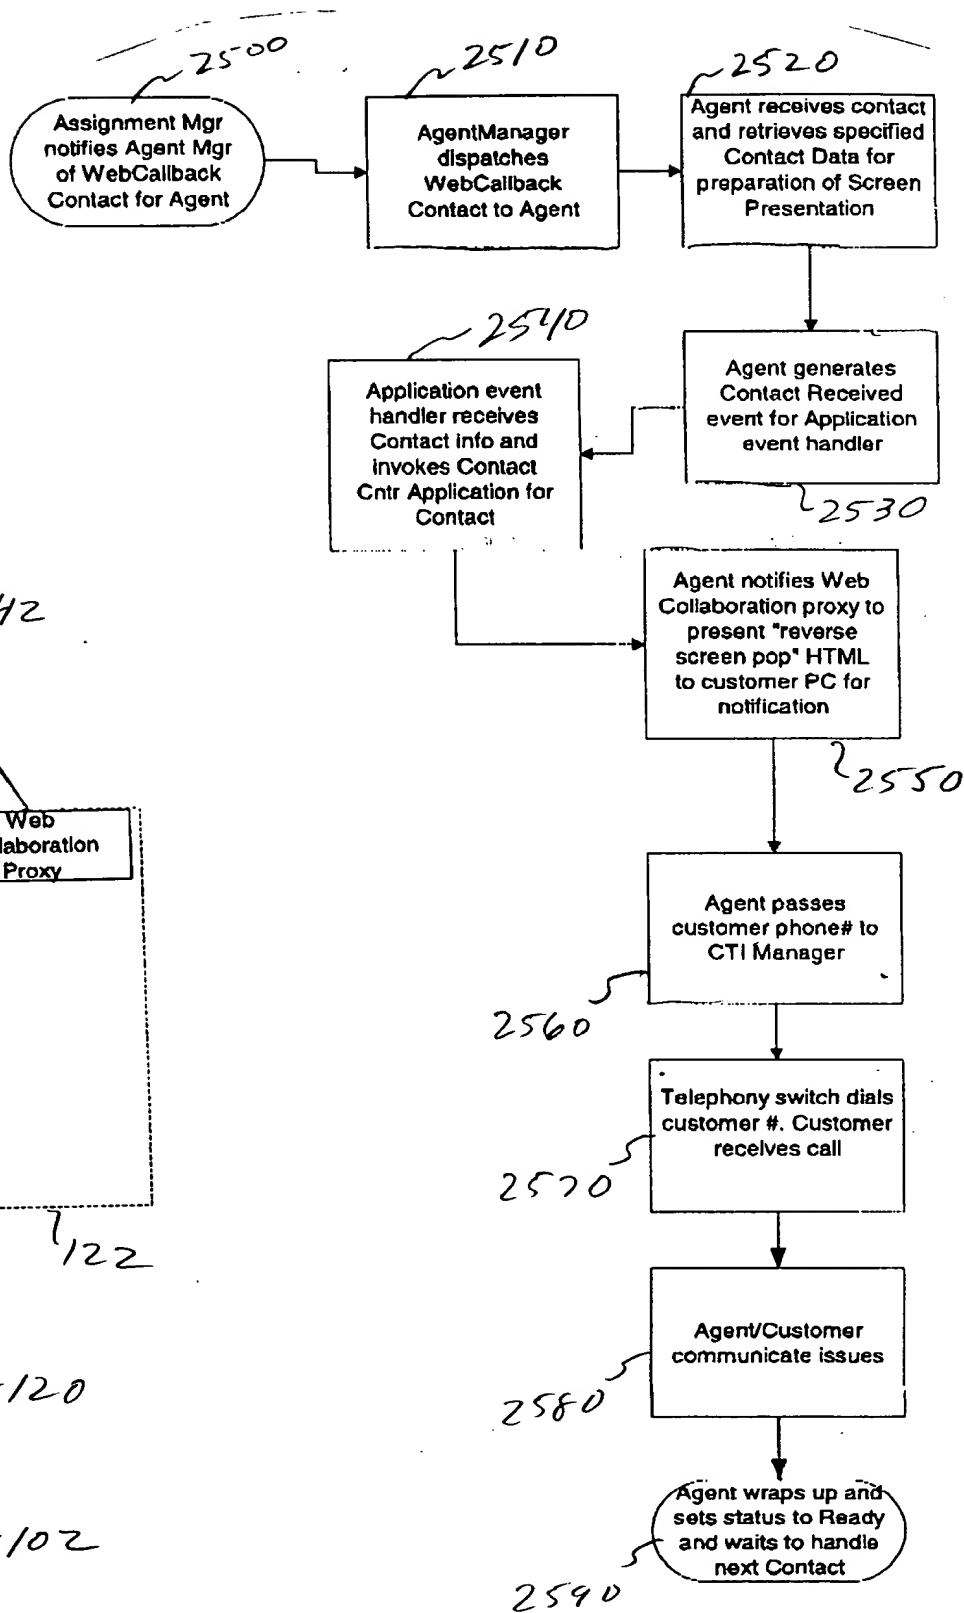 2500
Assignment Mgr
notifies Agent Mgr
of WebCallback
Contact for Agent
2510
AgentManager
dispatches
WebCallback
Contact to Agent
2520
Agent receives contact
and retrieves specified
Contact Data for
preparation of Screen
Presentation
Agent generates
Contact Received
event for Application
event handler
2530
2540
Application event
handler receives
Contact info and
invokes Contact
Cntr Application for
Contact
Agent notifies Web
Collaboration proxy to
present "reverse
screen pop" HTML
to customer PC for
notification
2550
Web
laboration
Proxy
122
120
102
Agent passes
customer phone# to
CTI Manager
2560
Telephony switch dials
customer #. Customer
receives call
2570
Agent/Customer
communicate issues
2580
Agent wraps up and
sets status to Ready
and waits to handle
next Contact
2590